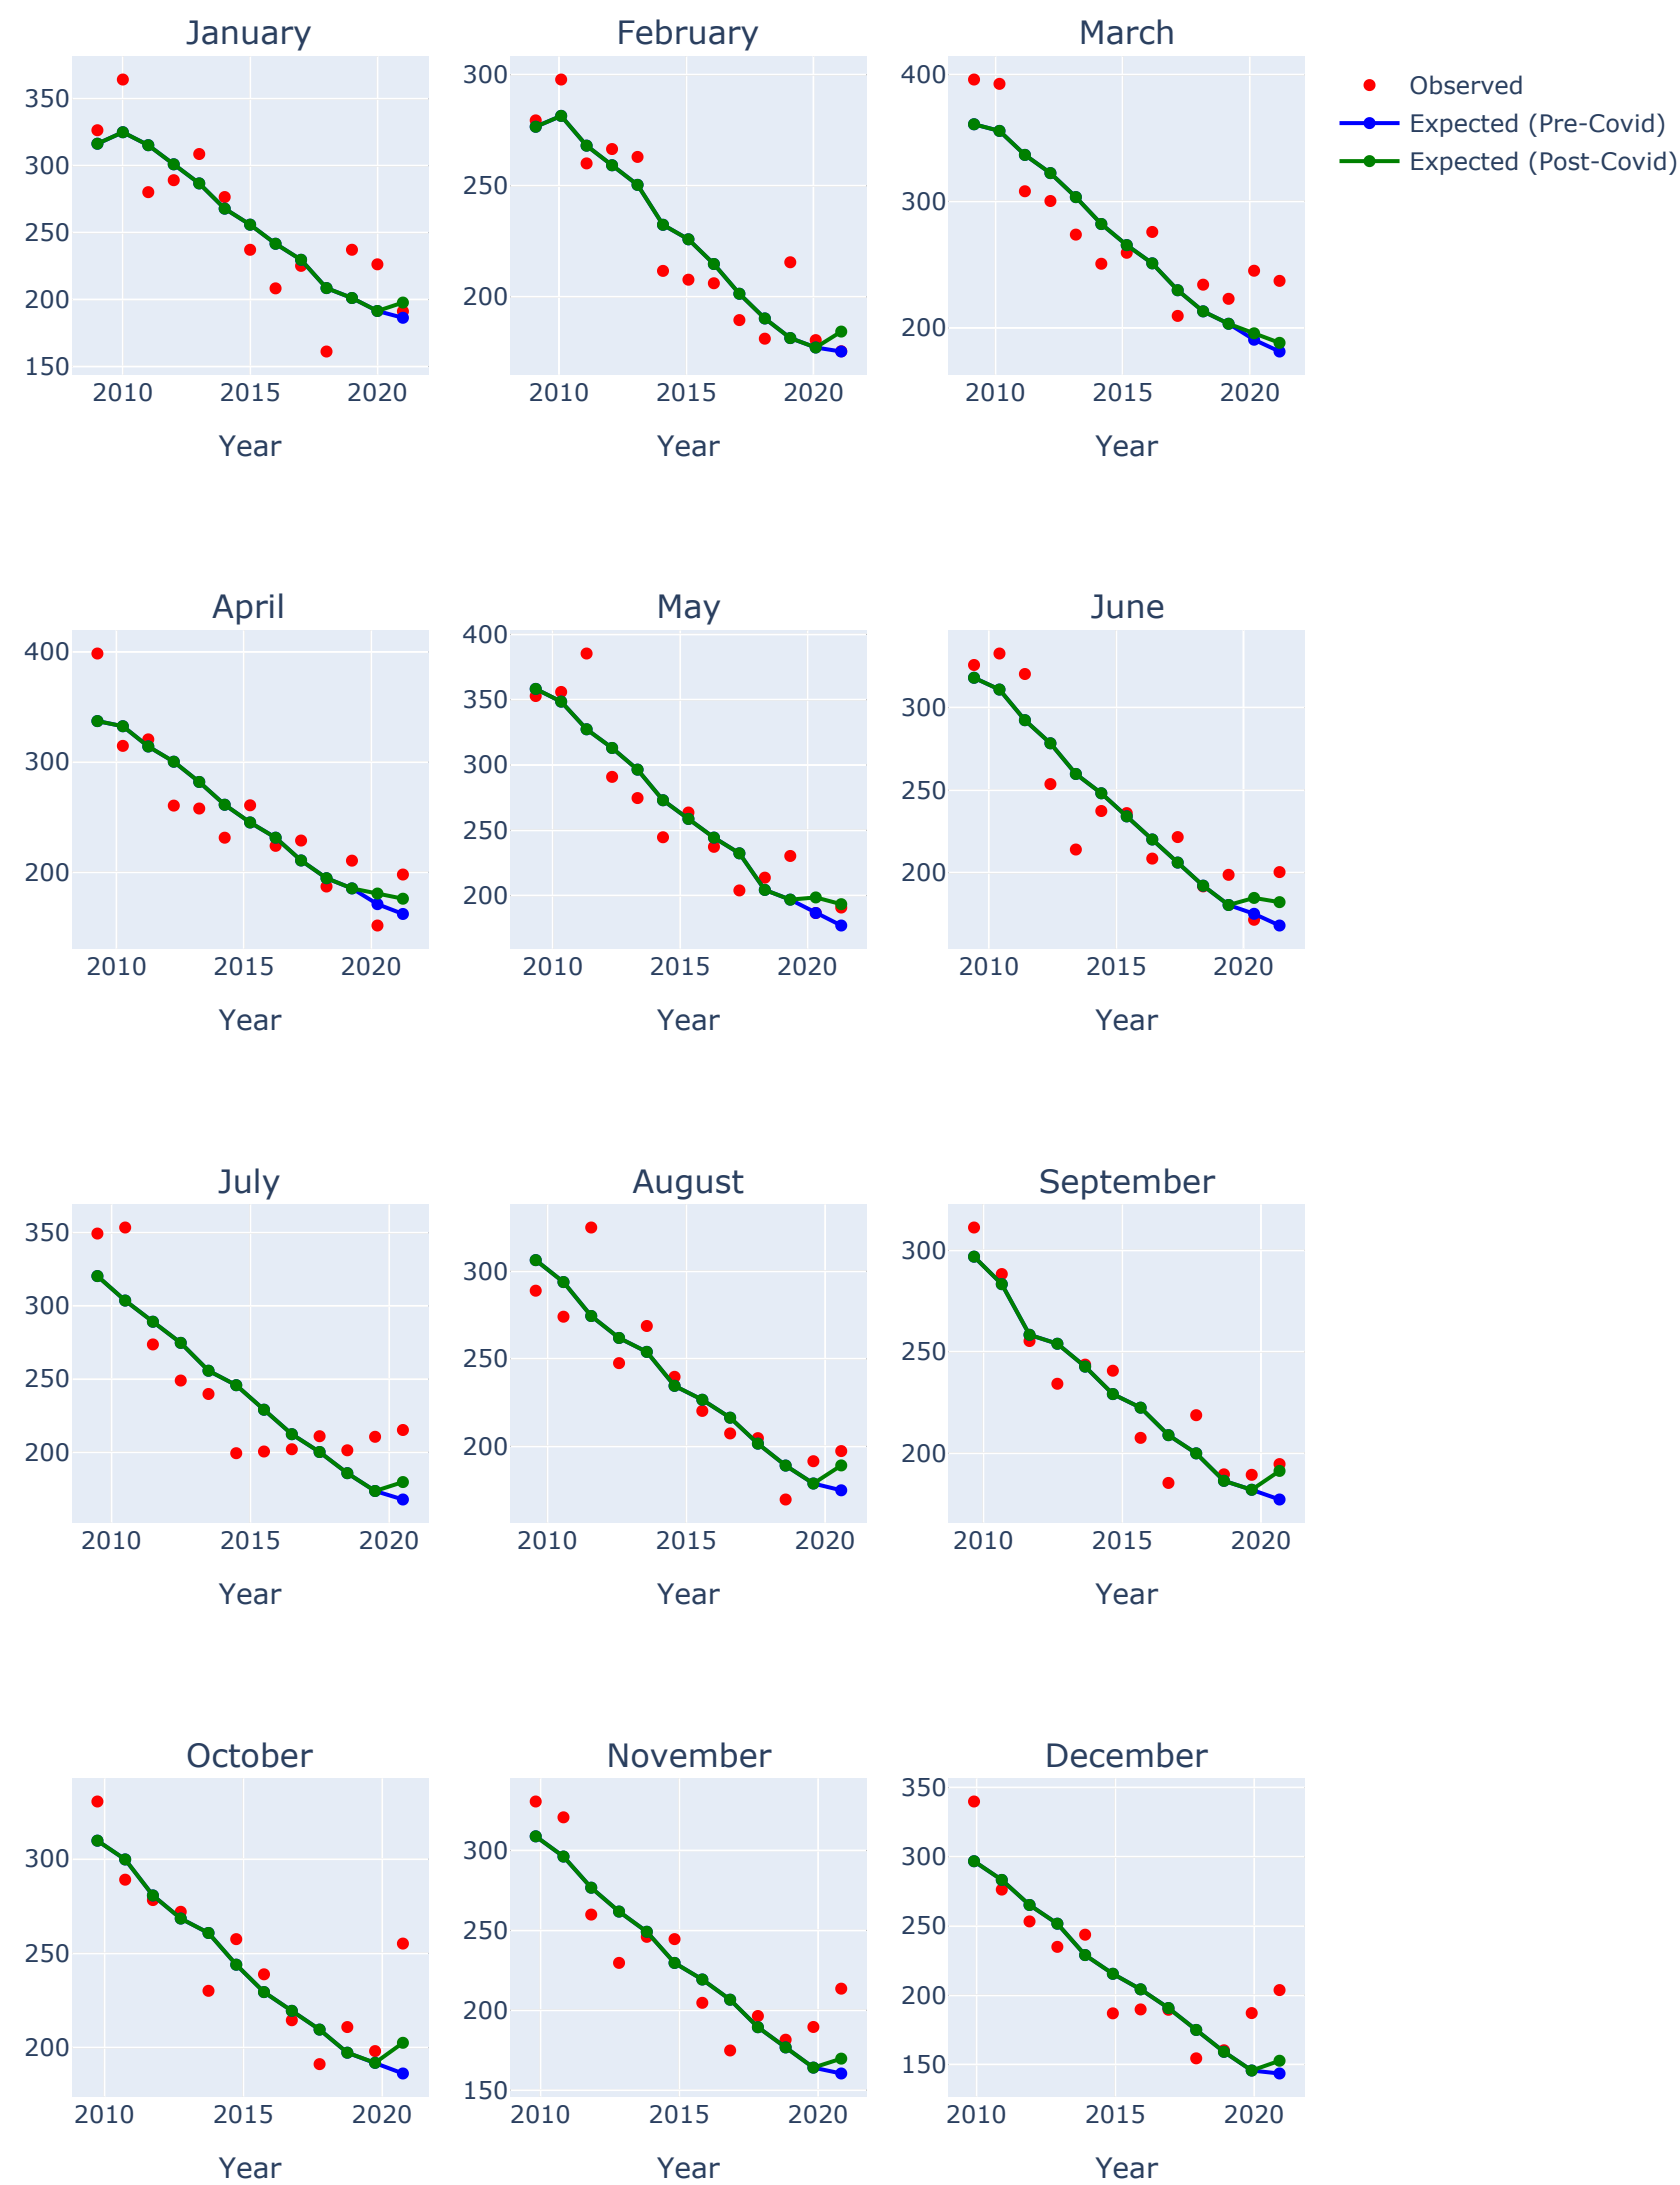 January
February
March
Observed
Expected (Pre-Covid)
Expected (Post-Covid)
350
300
250
200
150
2010
2015
2020
Year
300
250
200
2010
2015
2020
Year
400
300
200
2010
2015
2020
Year
April
May
June
400
300
200
2010
2015
2020
Year
400
350
300
250
200
2010
2015
2020
Year
300
250
200
2010
2015
2020
Year
July
August
September
350
300
250
200
2010
2015
2020
Year
300
250
200
2010
2015
2020
Year
300
250
200
2010
2015
2020
Year
October
November
December
300
250
200
2010
2015
2020
Year
300
250
200
150
2010
2015
2020
Year
350
300
250
200
150
2010
2015
2020
Year